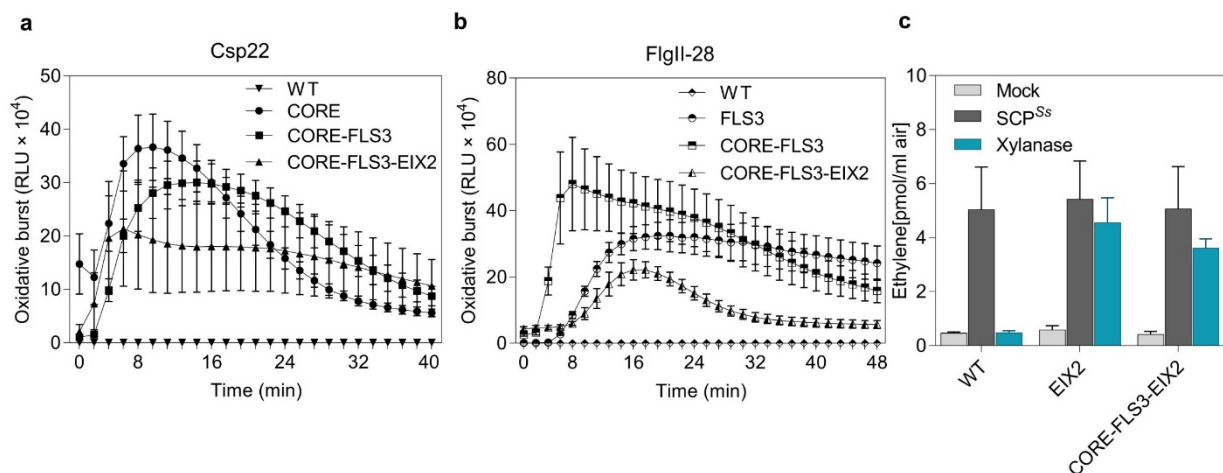 a
Csp22
Oxidative burst (RLU × 10⁴)
50
40
30
20
10
0
WT
CORE
CORE-FLS3
CORE-FLS3-EIX2
0 8 16 24 32 40
Time (min)
b
FlgII-28
Oxidative burst (RLU × 10⁴)
80
60
40
20
0
WT
FLS3
CORE-FLS3
CORE-FLS3-EIX2
0 8 16 24 32 40 48
Time (min)
c
Ethylene[pmol/ml air]
10
8
6
4
2
0
Mock
SCPˢˢ
Xylanase
WT
EIX2
CORE-FLS3-EIX2